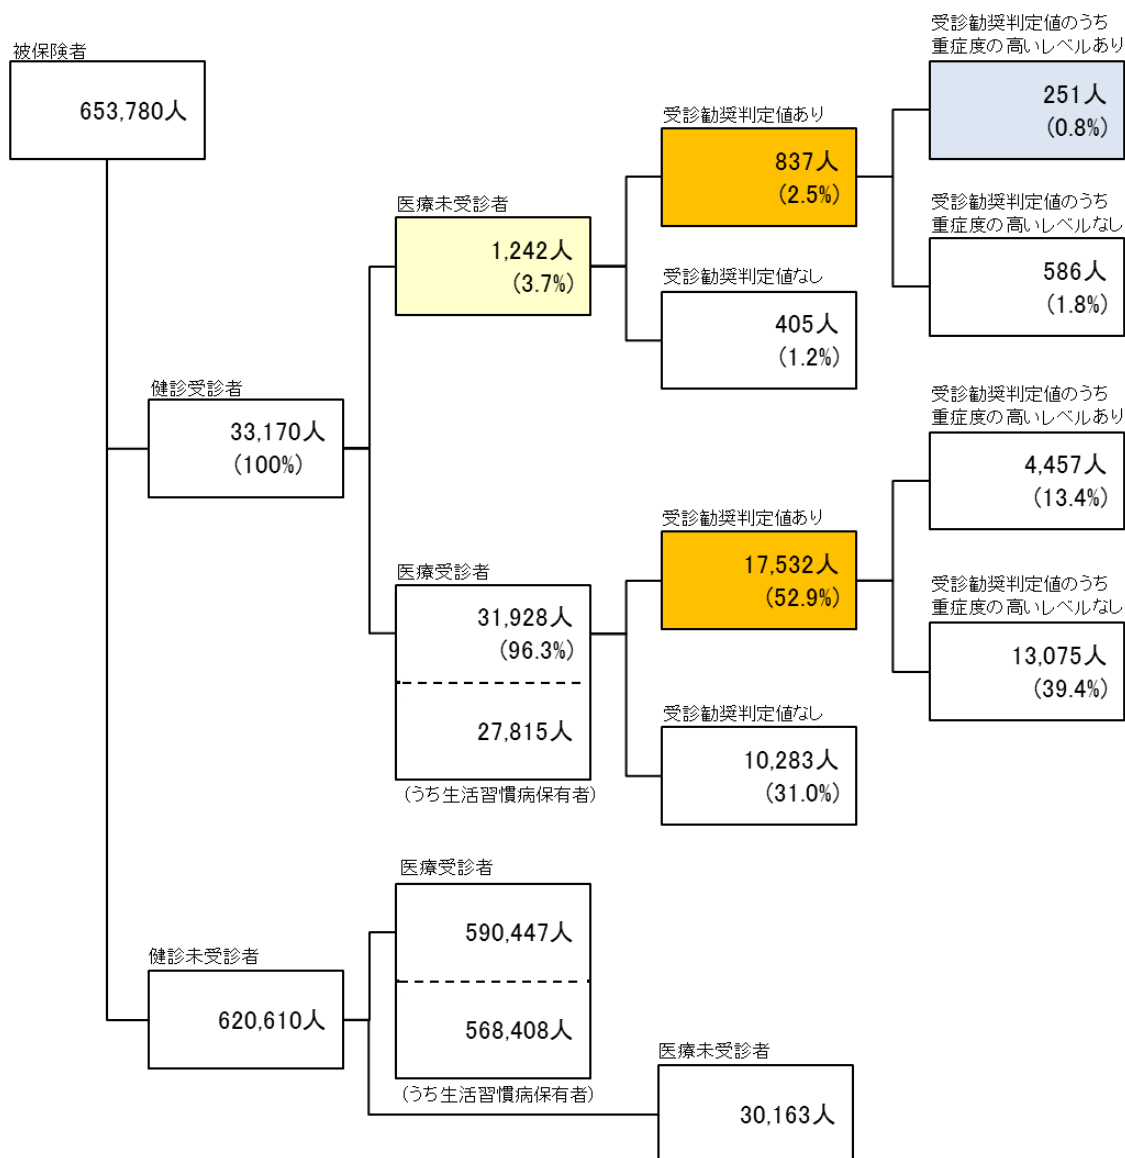 被保険者
653,780人
健診受診者
33,170人
(100%)
医療未受診者
1,242人
(3.7%)
受診勧奨判定値あり
837人
(2.5%)
受診勧奨判定値のうち
重症度の高いレベルあり
251人
(0.8%)
受診勧奨判定値のうち
重症度の高いレベルなし
586人
(1.8%)
受診勧奨判定値なし
405人
(1.2%)
医療受診者
31,928人
(96.3%)
27,815人
(うち生活習慣病保有者)
受診勧奨判定値あり
17,532人
(52.9%)
受診勧奨判定値のうち
重症度の高いレベルあり
4,457人
(13.4%)
受診勧奨判定値のうち
重症度の高いレベルなし
13,075人
(39.4%)
受診勧奨判定値なし
10,283人
(31.0%)
健診未受診者
620,610人
医療受診者
590,447人
568,408人
(うち生活習慣病保有者)
医療未受診者
30,163人